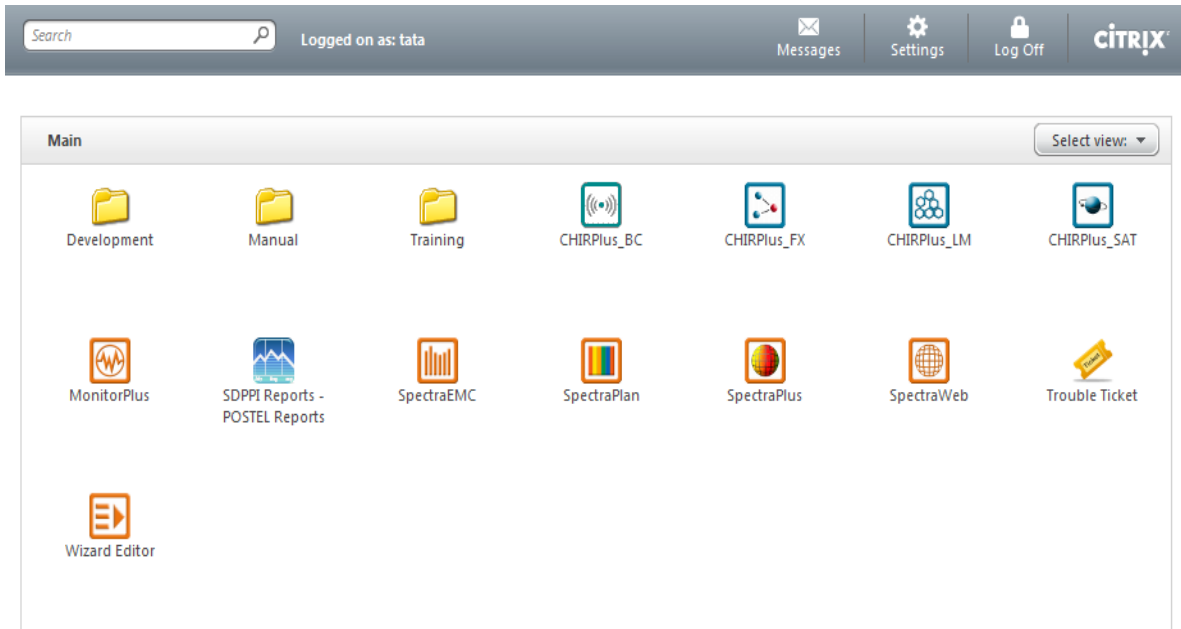 Search
Logged on as: tata
Messages
Settings
Log Off
CITRIX
Main
Select view:
Development
Manual
Training
CHIRPlus_BC
CHIRPlus_FX
CHIRPlus_LM
CHIRPlus_SAT
MonitorPlus
SDPPI Reports -
POSTEL Reports
SpectraEMC
SpectraPlan
SpectraPlus
SpectraWeb
Ticket
Trouble Ticket
Wizard Editor